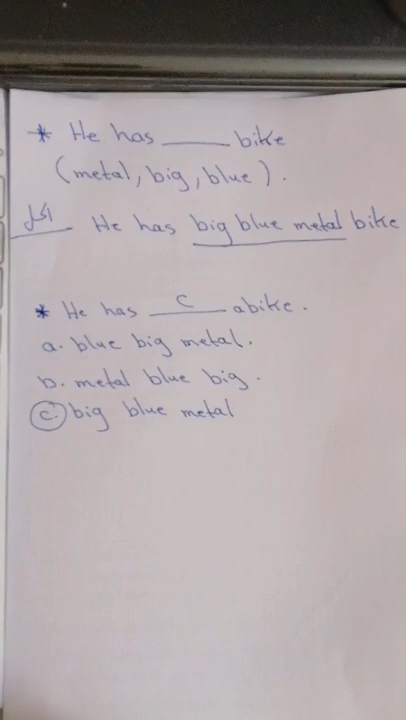 * He has ____ bike
(metal, big, blue).
الحل He has big blue metal bike
* He has __c__ abike.
a. blue big metal.
b. metal blue big.
c. big blue metal